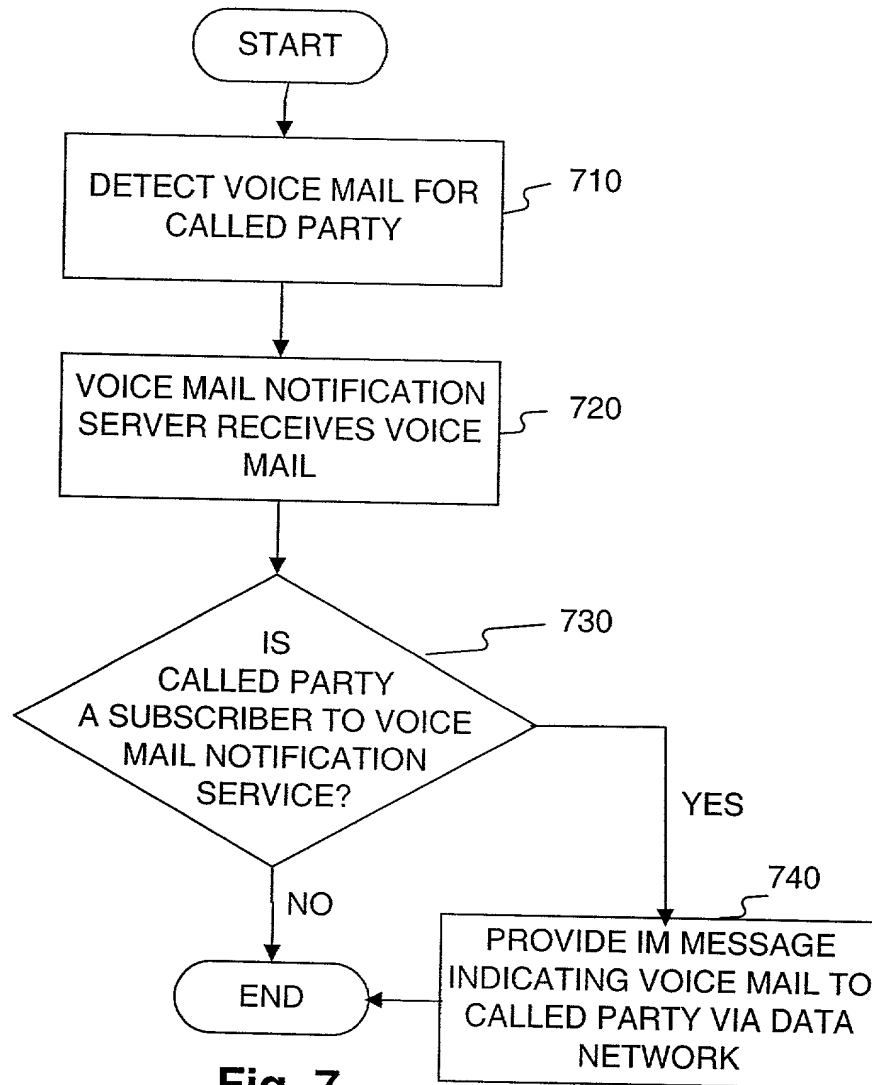 START
DETECT VOICE MAIL FOR
CALLED PARTY
710
VOICE MAIL NOTIFICATION
SERVER RECEIVES VOICE
MAIL
720
IS
CALLED PARTY
A SUBSCRIBER TO VOICE
MAIL NOTIFICATION
SERVICE?
730
YES
NO
740
PROVIDE IM MESSAGE
INDICATING VOICE MAIL TO
CALLED PARTY VIA DATA
NETWORK
END
Fig. 7